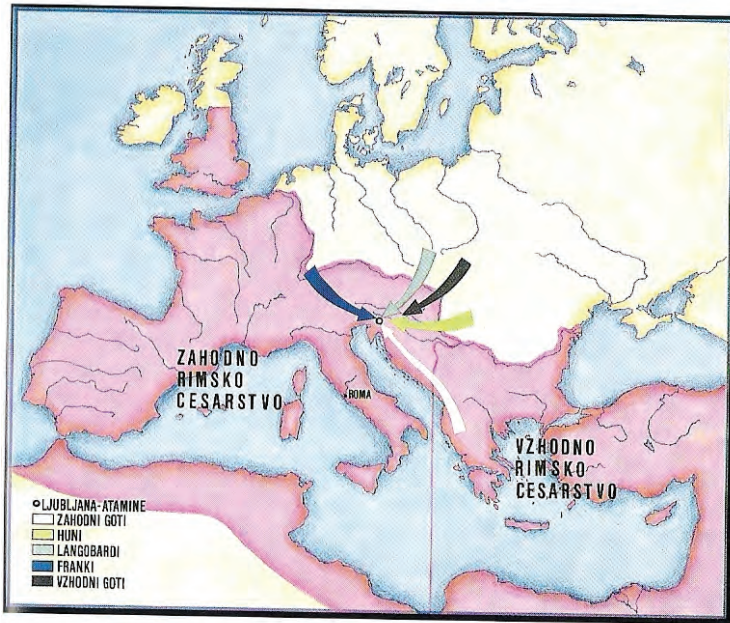 ZAHODNO
RIMSKO
CESARSTVO
ROMA
VZHODNO
RIMSKO
CESARSTVO
LJUBLJANA-ATAMINE
ZAHODNI GOTI
HUNI
LANGOBARDI
FRANKI
VZHODNI GOTI